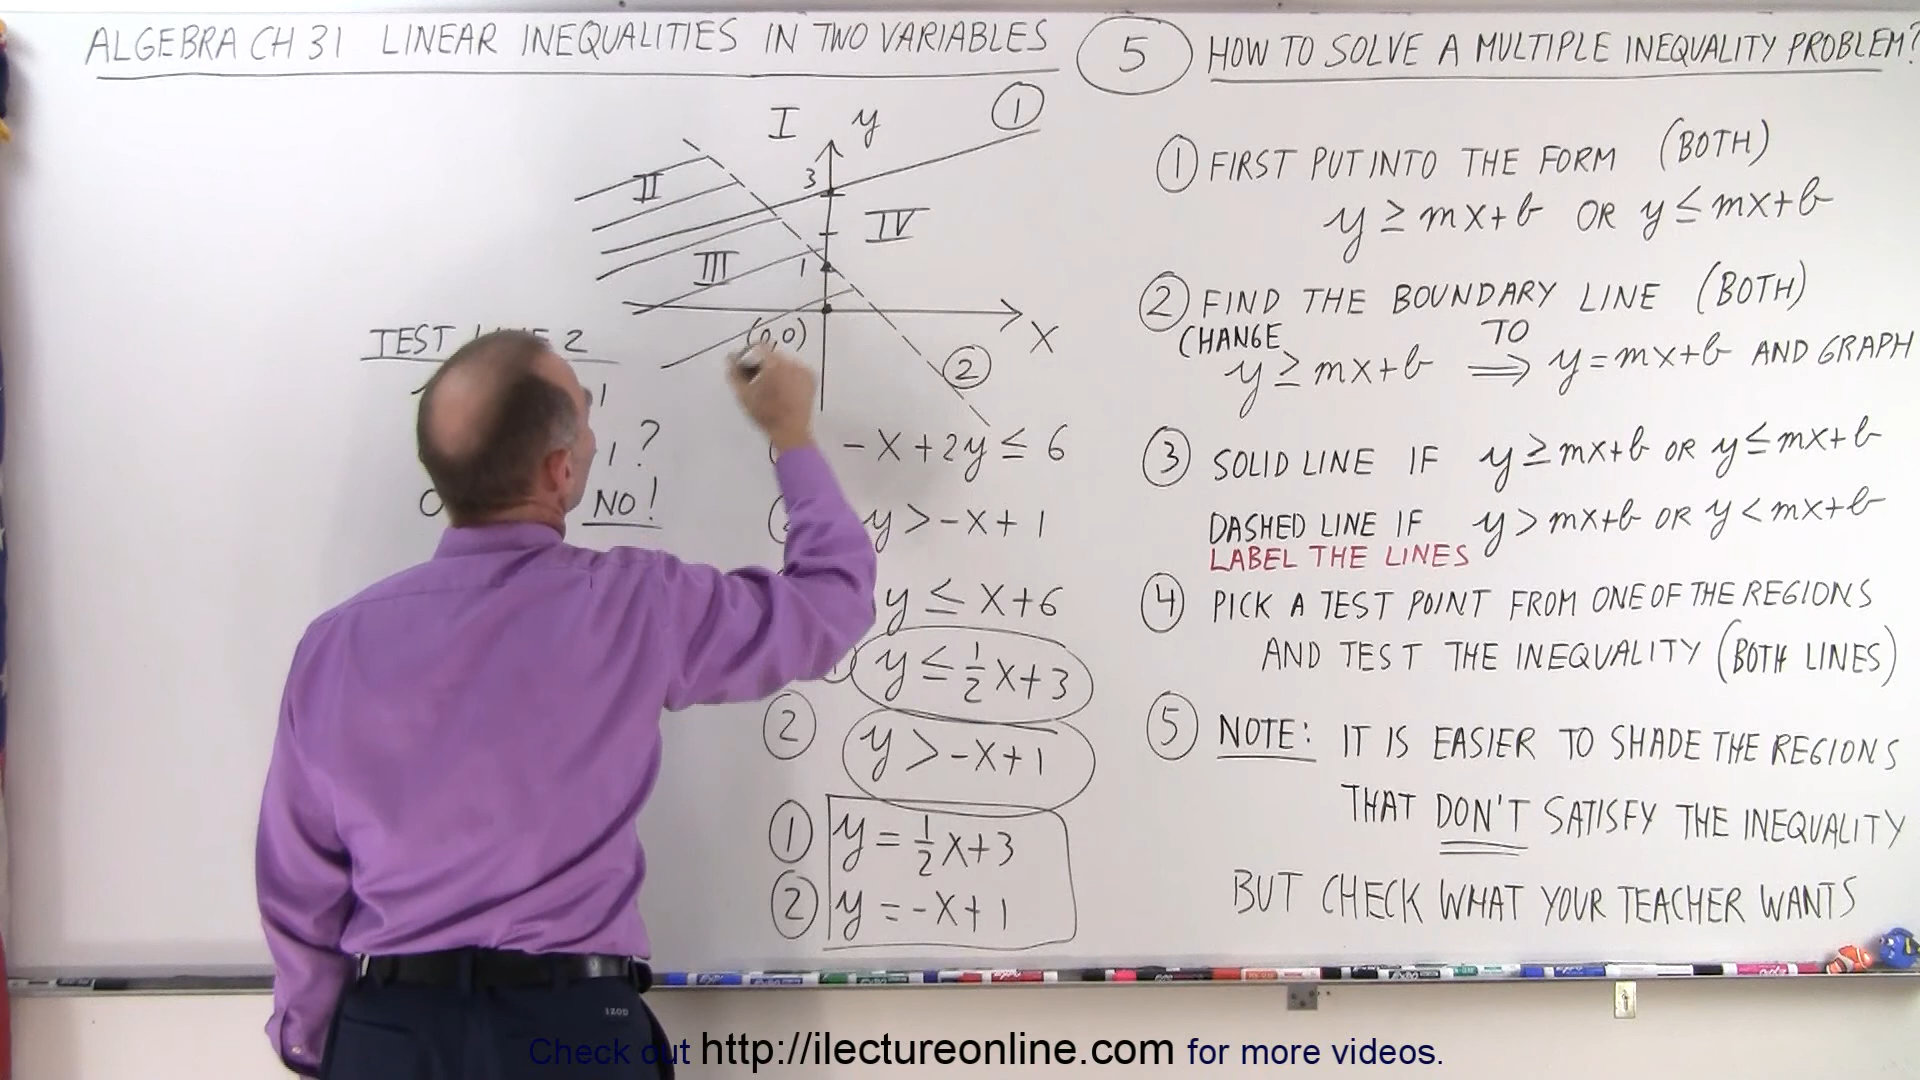 ALGEBRA CH 31 LINEAR INEQUALITIES IN TWO VARIABLES
I y
①
II
3
IV
III
1
(0,0)
X
②
TEST 2
1
1 ?
0 NO!
-X+2y ≤ 6
y > -X+1
y ≤ X+6
y ≤ 1/2 X+3
② y > -X+1
① y = 1/2 X+3
② y = -X+1
5 HOW TO SOLVE A MULTIPLE INEQUALITY PROBLEM?
① FIRST PUT INTO THE FORM (BOTH)
y ≥ mx+b OR y ≤ mx+b
② FIND THE BOUNDARY LINE (BOTH)
CHANGE TO
y ≥ mx+b ⇒ y = mx+b AND GRAPH
③ SOLID LINE IF y ≥ mx+b OR y ≤ mx+b
DASHED LINE IF y > mx+b OR y < mx+b
LABEL THE LINES
④ PICK A TEST POINT FROM ONE OF THE REGIONS
AND TEST THE INEQUALITY (BOTH LINES)
⑤ NOTE: IT IS EASIER TO SHADE THE REGIONS
THAT DON'T SATISFY THE INEQUALITY
BUT CHECK WHAT YOUR TEACHER WANTS
IZOD
Check out http://ilectureonline.com for more videos.